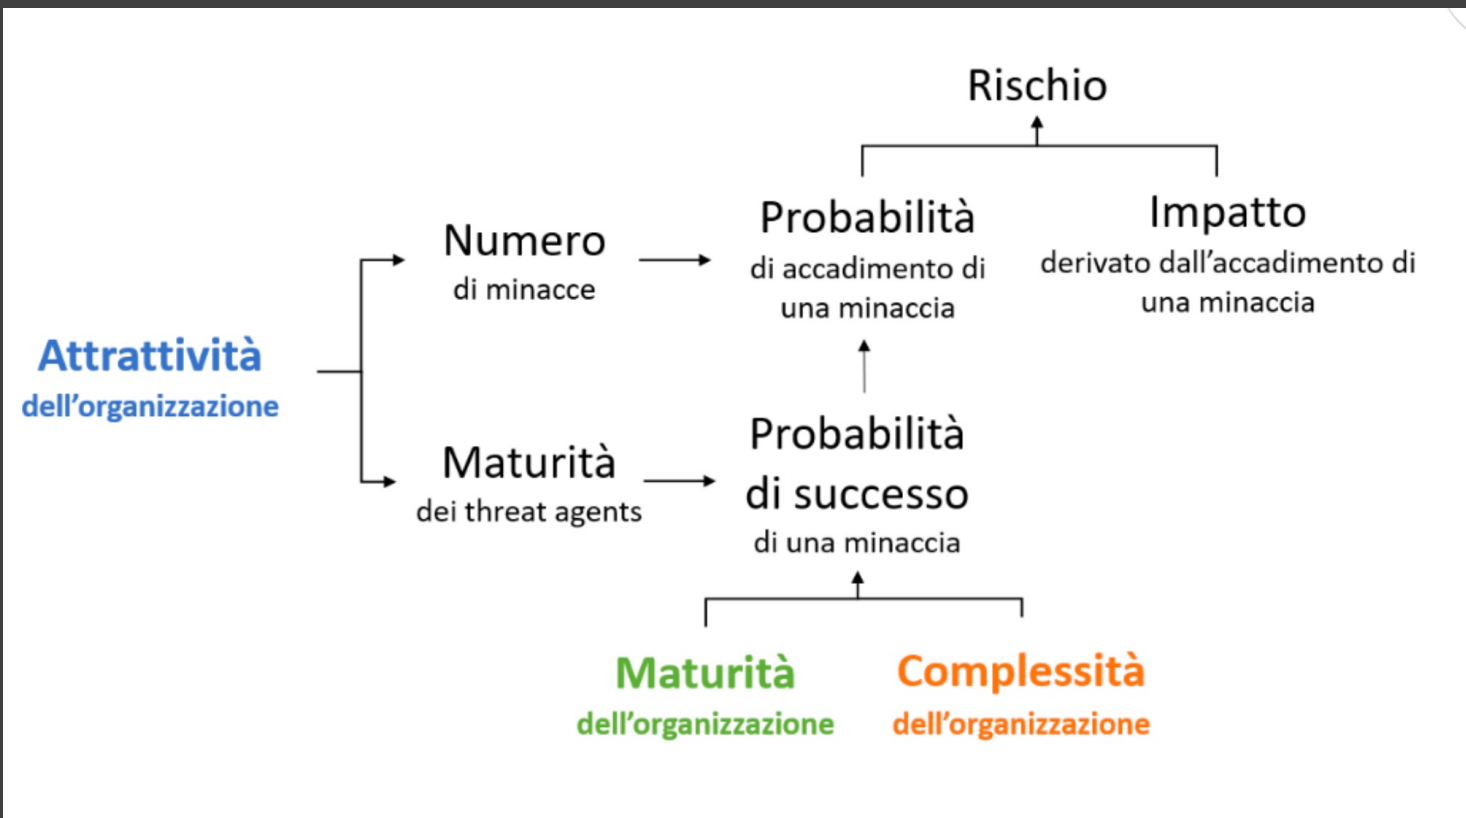 Rischio
Numero
di minacce
Probabilità
di accadimento di
una minaccia
Impatto
derivato dall’accadimento di
una minaccia
Attrattività
dell’organizzazione
Maturità
dei threat agents
Probabilità
di successo
di una minaccia
Maturità
dell’organizzazione
Complessità
dell’organizzazione